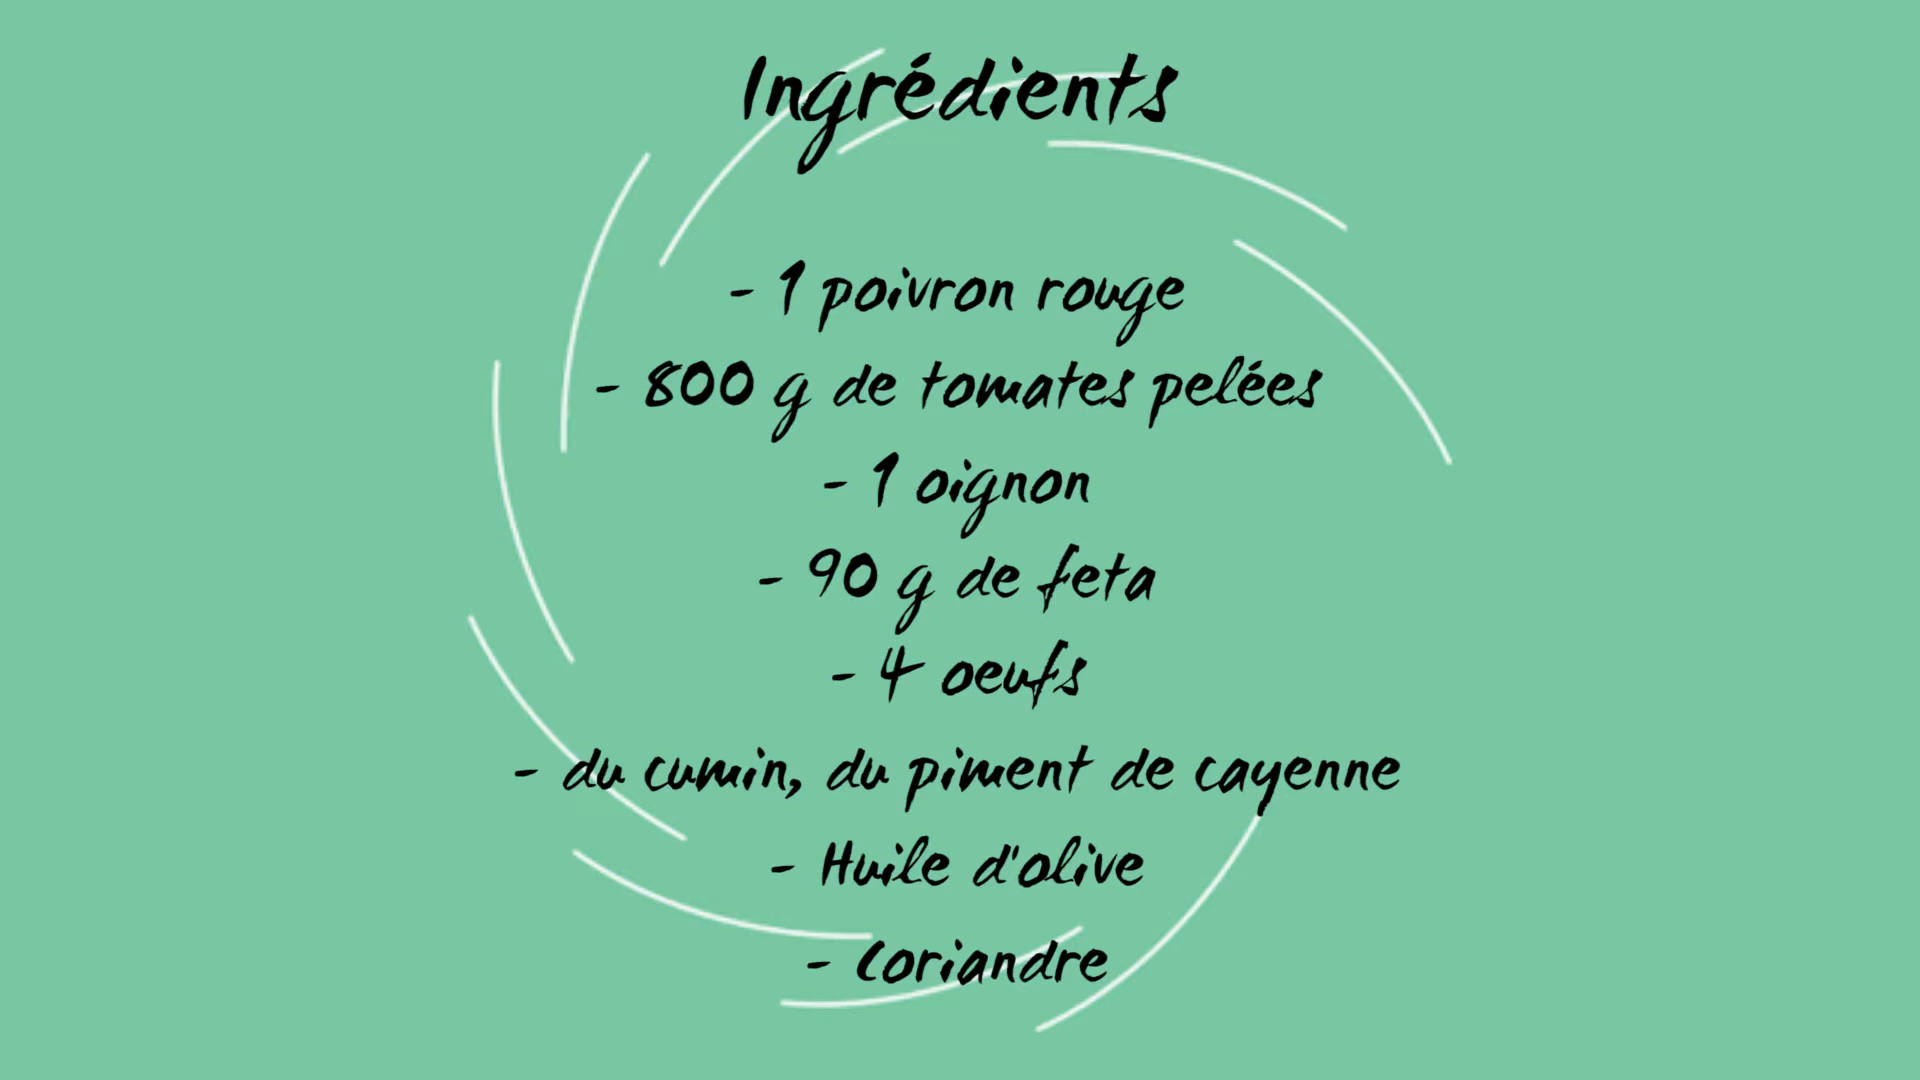 Ingrédients
- 1 poivron rouge
- 800 g de tomates pelées
- 1 oignon
- 90 g de feta
- 4 oeufs
- du cumin, du piment de cayenne
- Huile d'olive
- Coriandre